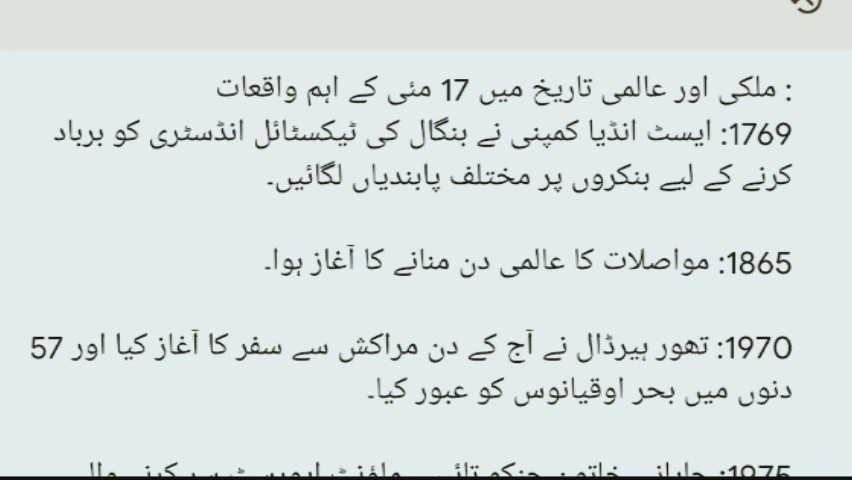 ملکی اور عالمی تاریخ میں 17 مئی کے اہم واقعات :
1769: ایسٹ انڈیا کمپنی نے بنگال کی ٹیکسٹائل انڈسٹری کو برباد
کرنے کے لیے بنکروں پر مختلف پابندیاں لگائیں۔
1865: مواصلات کا عالمی دن منانے کا آغاز ہوا۔
1970: تھور ہیرڈال نے آج کے دن مراکش سے سفر کا آغاز کیا اور 57
دنوں میں بحر اوقیانوس کو عبور کیا۔
1975: جاپانی خاتون